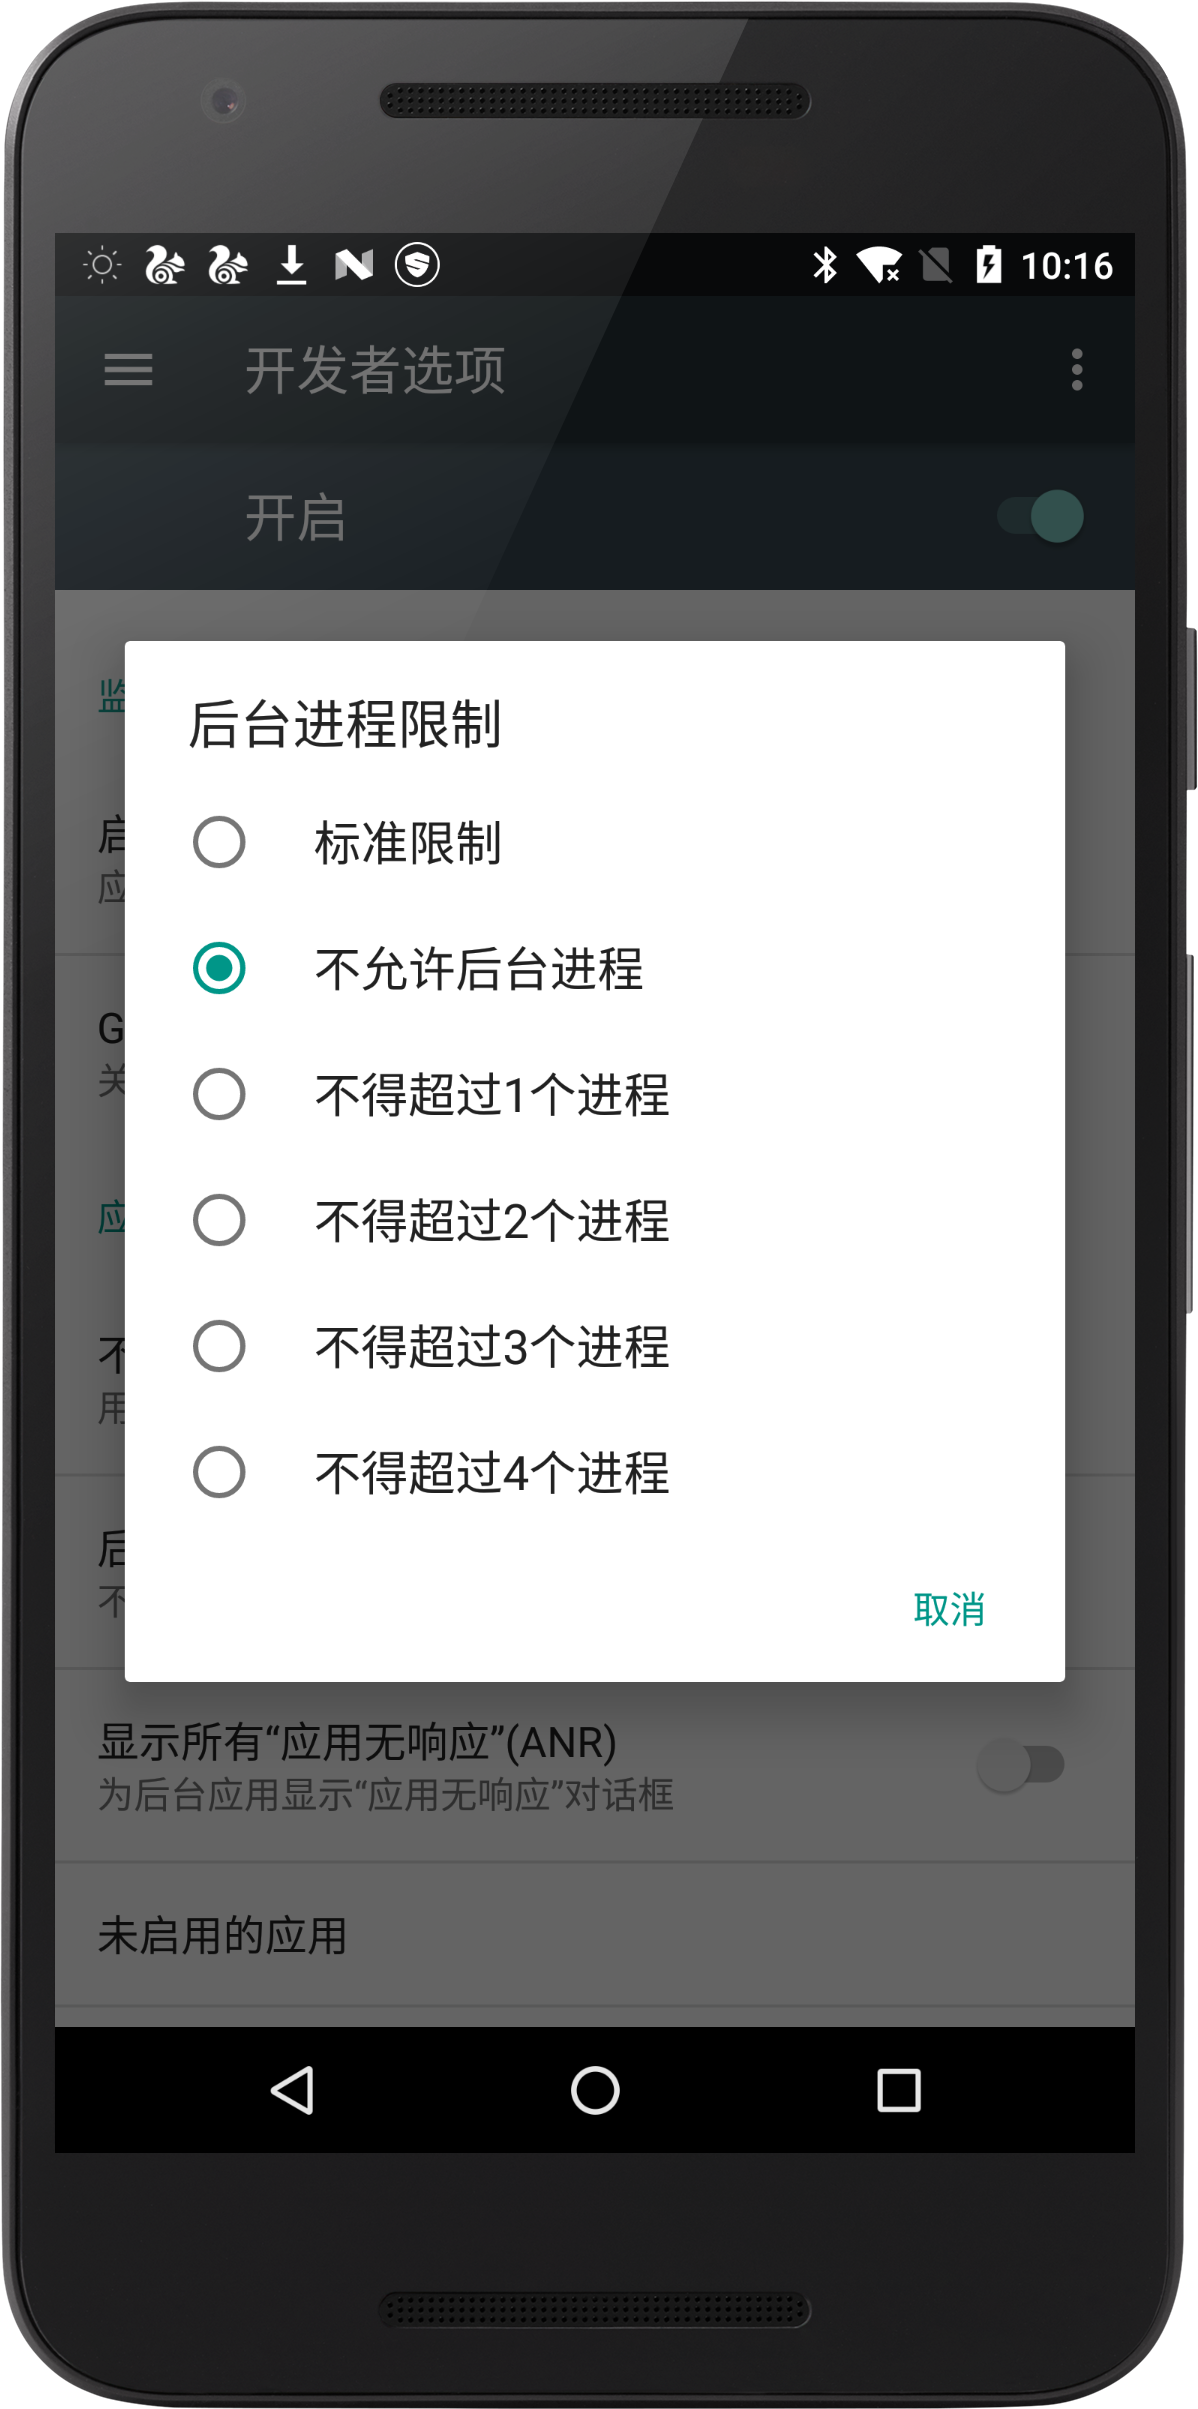 10:16
开发者选项
开启
监
后台进程限制
标准限制
启
应
不允许后台进程
G
关
不得超过1个进程
应
不得超过2个进程
不
不得超过3个进程
用
不得超过4个进程
后
不
取消
显示所有“应用无响应”(ANR)
为后台应用显示“应用无响应”对话框
未启用的应用